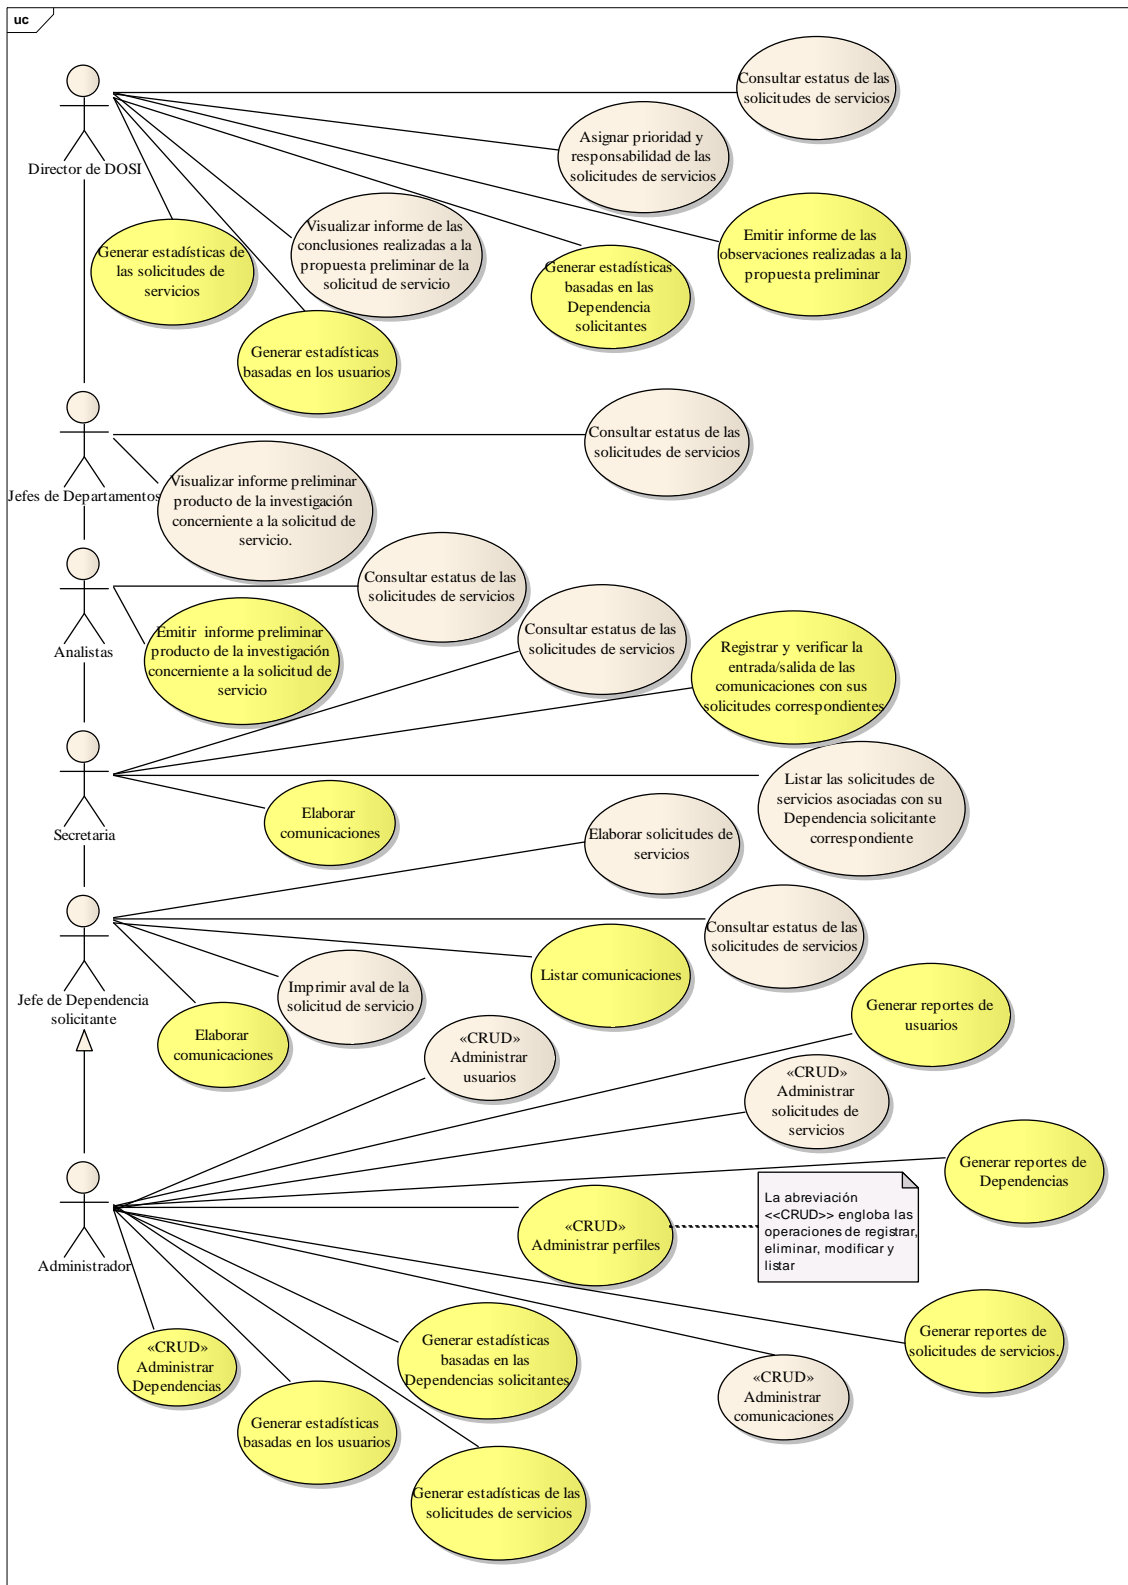 uc
Consultar estatus de las
solicitudes de servicios
Asignar prioridad y
responsabilidad de las
solicitudes de servicios
Director de DOSI
Visualizar informe de las
conclusiones realizadas a la
propuesta preliminar de la
solicitud de servicio
Emitir informe de las
observaciones realizadas a la
propuesta preliminar
Generar estadísticas de
las solicitudes de
servicios
Generar estadísticas
basadas en las
Dependencia
solicitantes
Generar estadísticas
basadas en los usuarios
Consultar estatus de las
solicitudes de servicios
Jefes de Departamentos
Visualizar informe preliminar
producto de la investigación
concerniente a la solicitud de
servicio.
Consultar estatus de las
solicitudes de servicios
Analistas
Emitir  informe preliminar
producto de la investigación
concerniente a la solicitud de
servicio
Consultar estatus de las
solicitudes de servicios
Registrar y verificar la
entrada/salida de las
comunicaciones con sus
solicitudes correspondientes
Listar las solicitudes de
servicios asociadas con su
Dependencia solicitante
correspondiente
Secretaria
Elaborar
comunicaciones
Elaborar solicitudes de
servicios
Consultar estatus de las
solicitudes de servicios
Listar comunicaciones
Jefe de Dependencia
solicitante
Imprimir aval de la
solicitud de servicio
Elaborar
comunicaciones
Generar reportes de
usuarios
«CRUD»
Administrar
usuarios
«CRUD»
Administrar
solicitudes de
servicios
Generar reportes de
Dependencias
La abreviación
<<CRUD>> engloba las
operaciones de registrar,
eliminar, modificar y
listar
«CRUD»
Administrar perfiles
Administrador
Generar reportes de
solicitudes de servicios.
«CRUD»
Administrar
Dependencias
Generar estadísticas
basadas en las
Dependencias solicitantes
«CRUD»
Administrar
comunicaciones
Generar estadísticas
basadas en los usuarios
Generar estadísticas de las
solicitudes de servicios